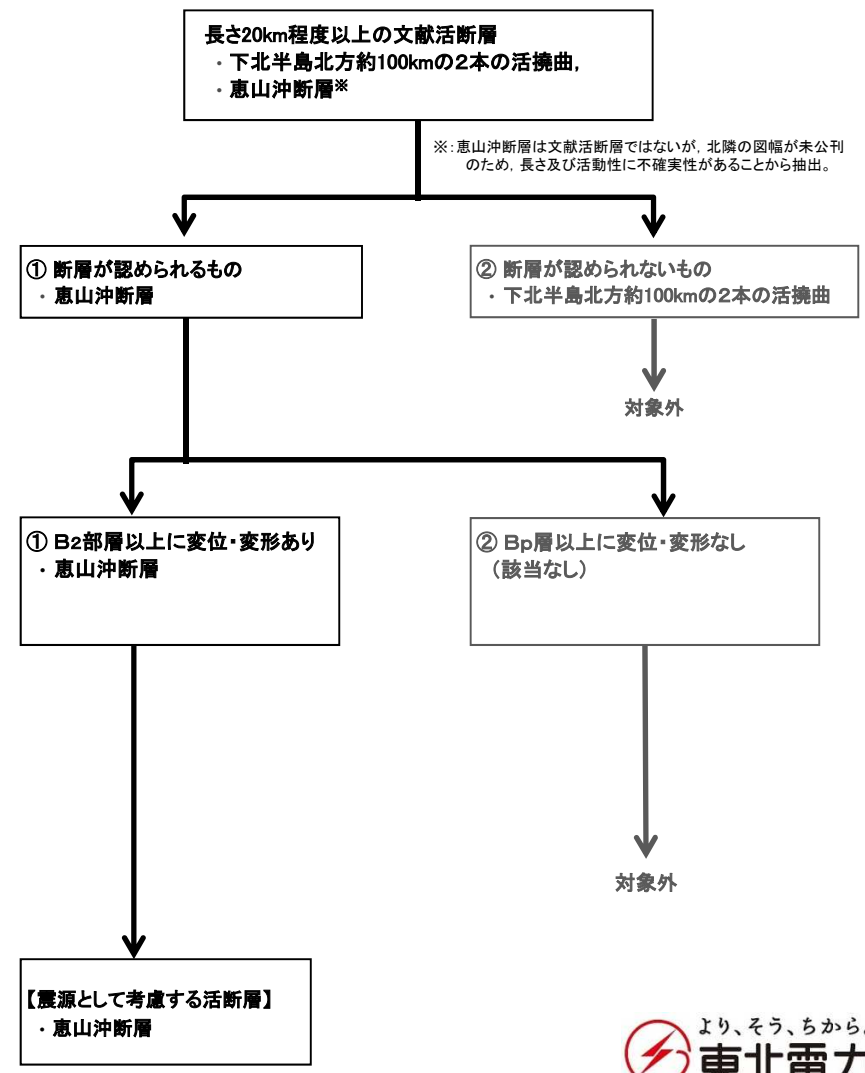 長さ20km程度以上の文献活断層
・下北半島北方約100kmの2本の活撓曲，
・恵山沖断層※
※：恵山沖断層は文献活断層ではないが，北隣の図幅が未公刊
のため，長さ及び活動性に不確実性があることから抽出。
① 断層が認められるもの
・恵山沖断層
② 断層が認められないもの
・下北半島北方約100kmの2本の活撓曲
対象外
① B2部層以上に変位・変形あり
・恵山沖断層
② Bp層以上に変位・変形なし
（該当なし）
対象外
【震源として考慮する活断層】
・恵山沖断層
より、そう、ちから。
東北電力